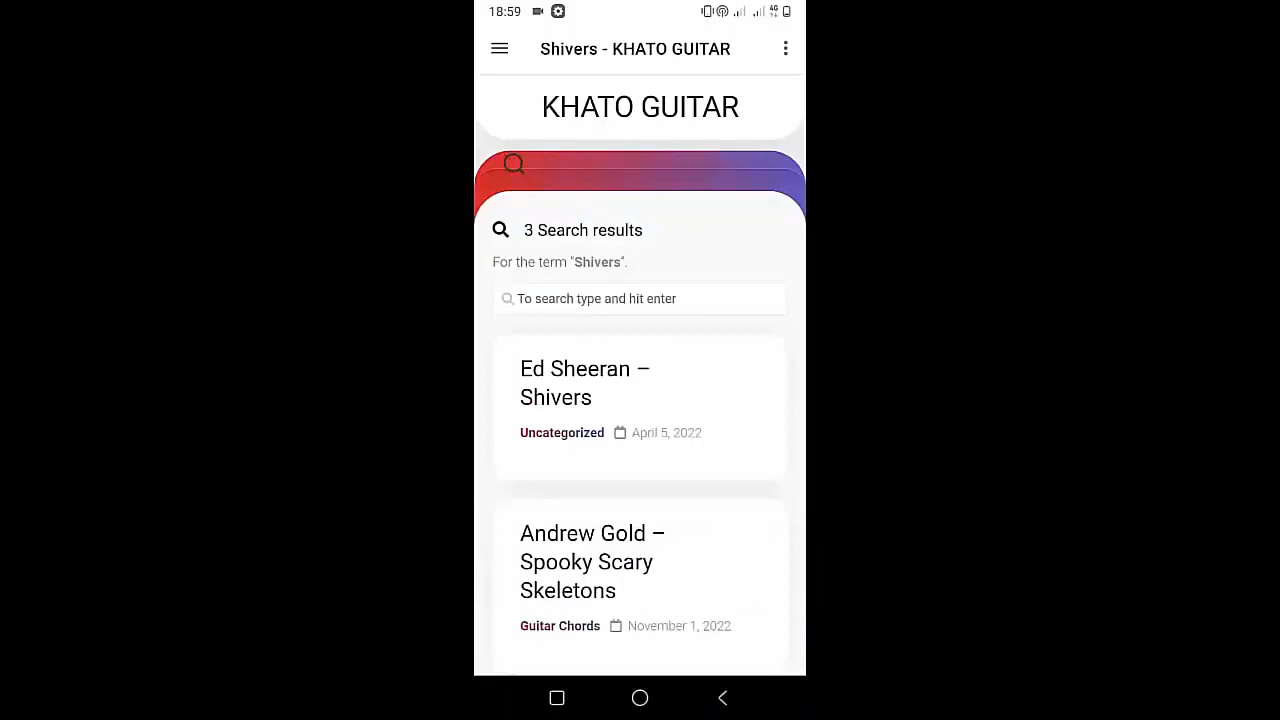 18:59
4G
Shivers - KHATO GUITAR
KHATO GUITAR
3 Search results
For the term "Shivers".
To search type and hit enter
Ed Sheeran –
Shivers
Uncategorized April 5, 2022
Andrew Gold –
Spooky Scary
Skeletons
Guitar Chords November 1, 2022